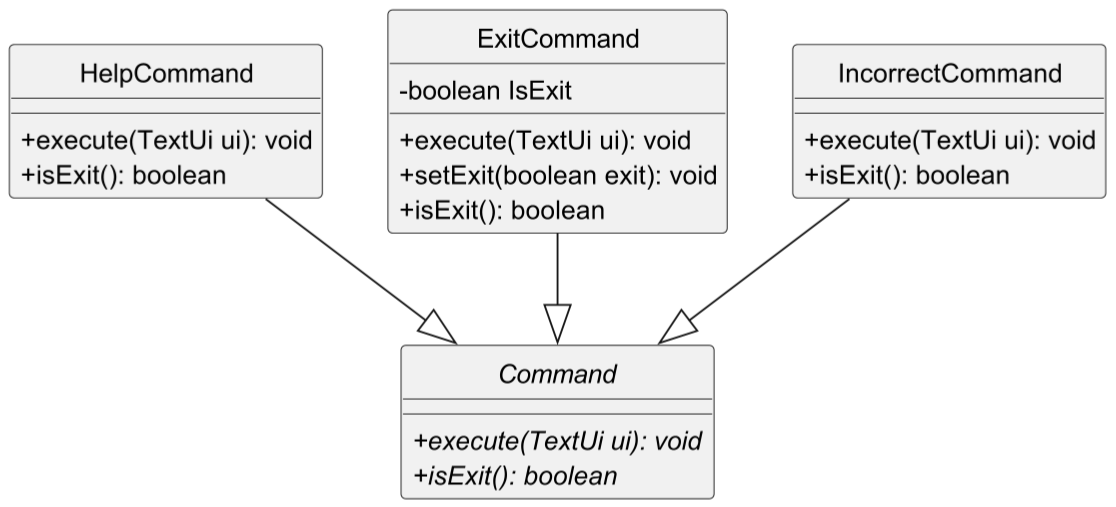 HelpCommand
+execute(TextUi ui): void
+isExit(): boolean
ExitCommand
-boolean IsExit
+execute(TextUi ui): void
+setExit(boolean exit): void
+isExit(): boolean
IncorrectCommand
+execute(TextUi ui): void
+isExit(): boolean
Command
+execute(TextUi ui): void
+isExit(): boolean